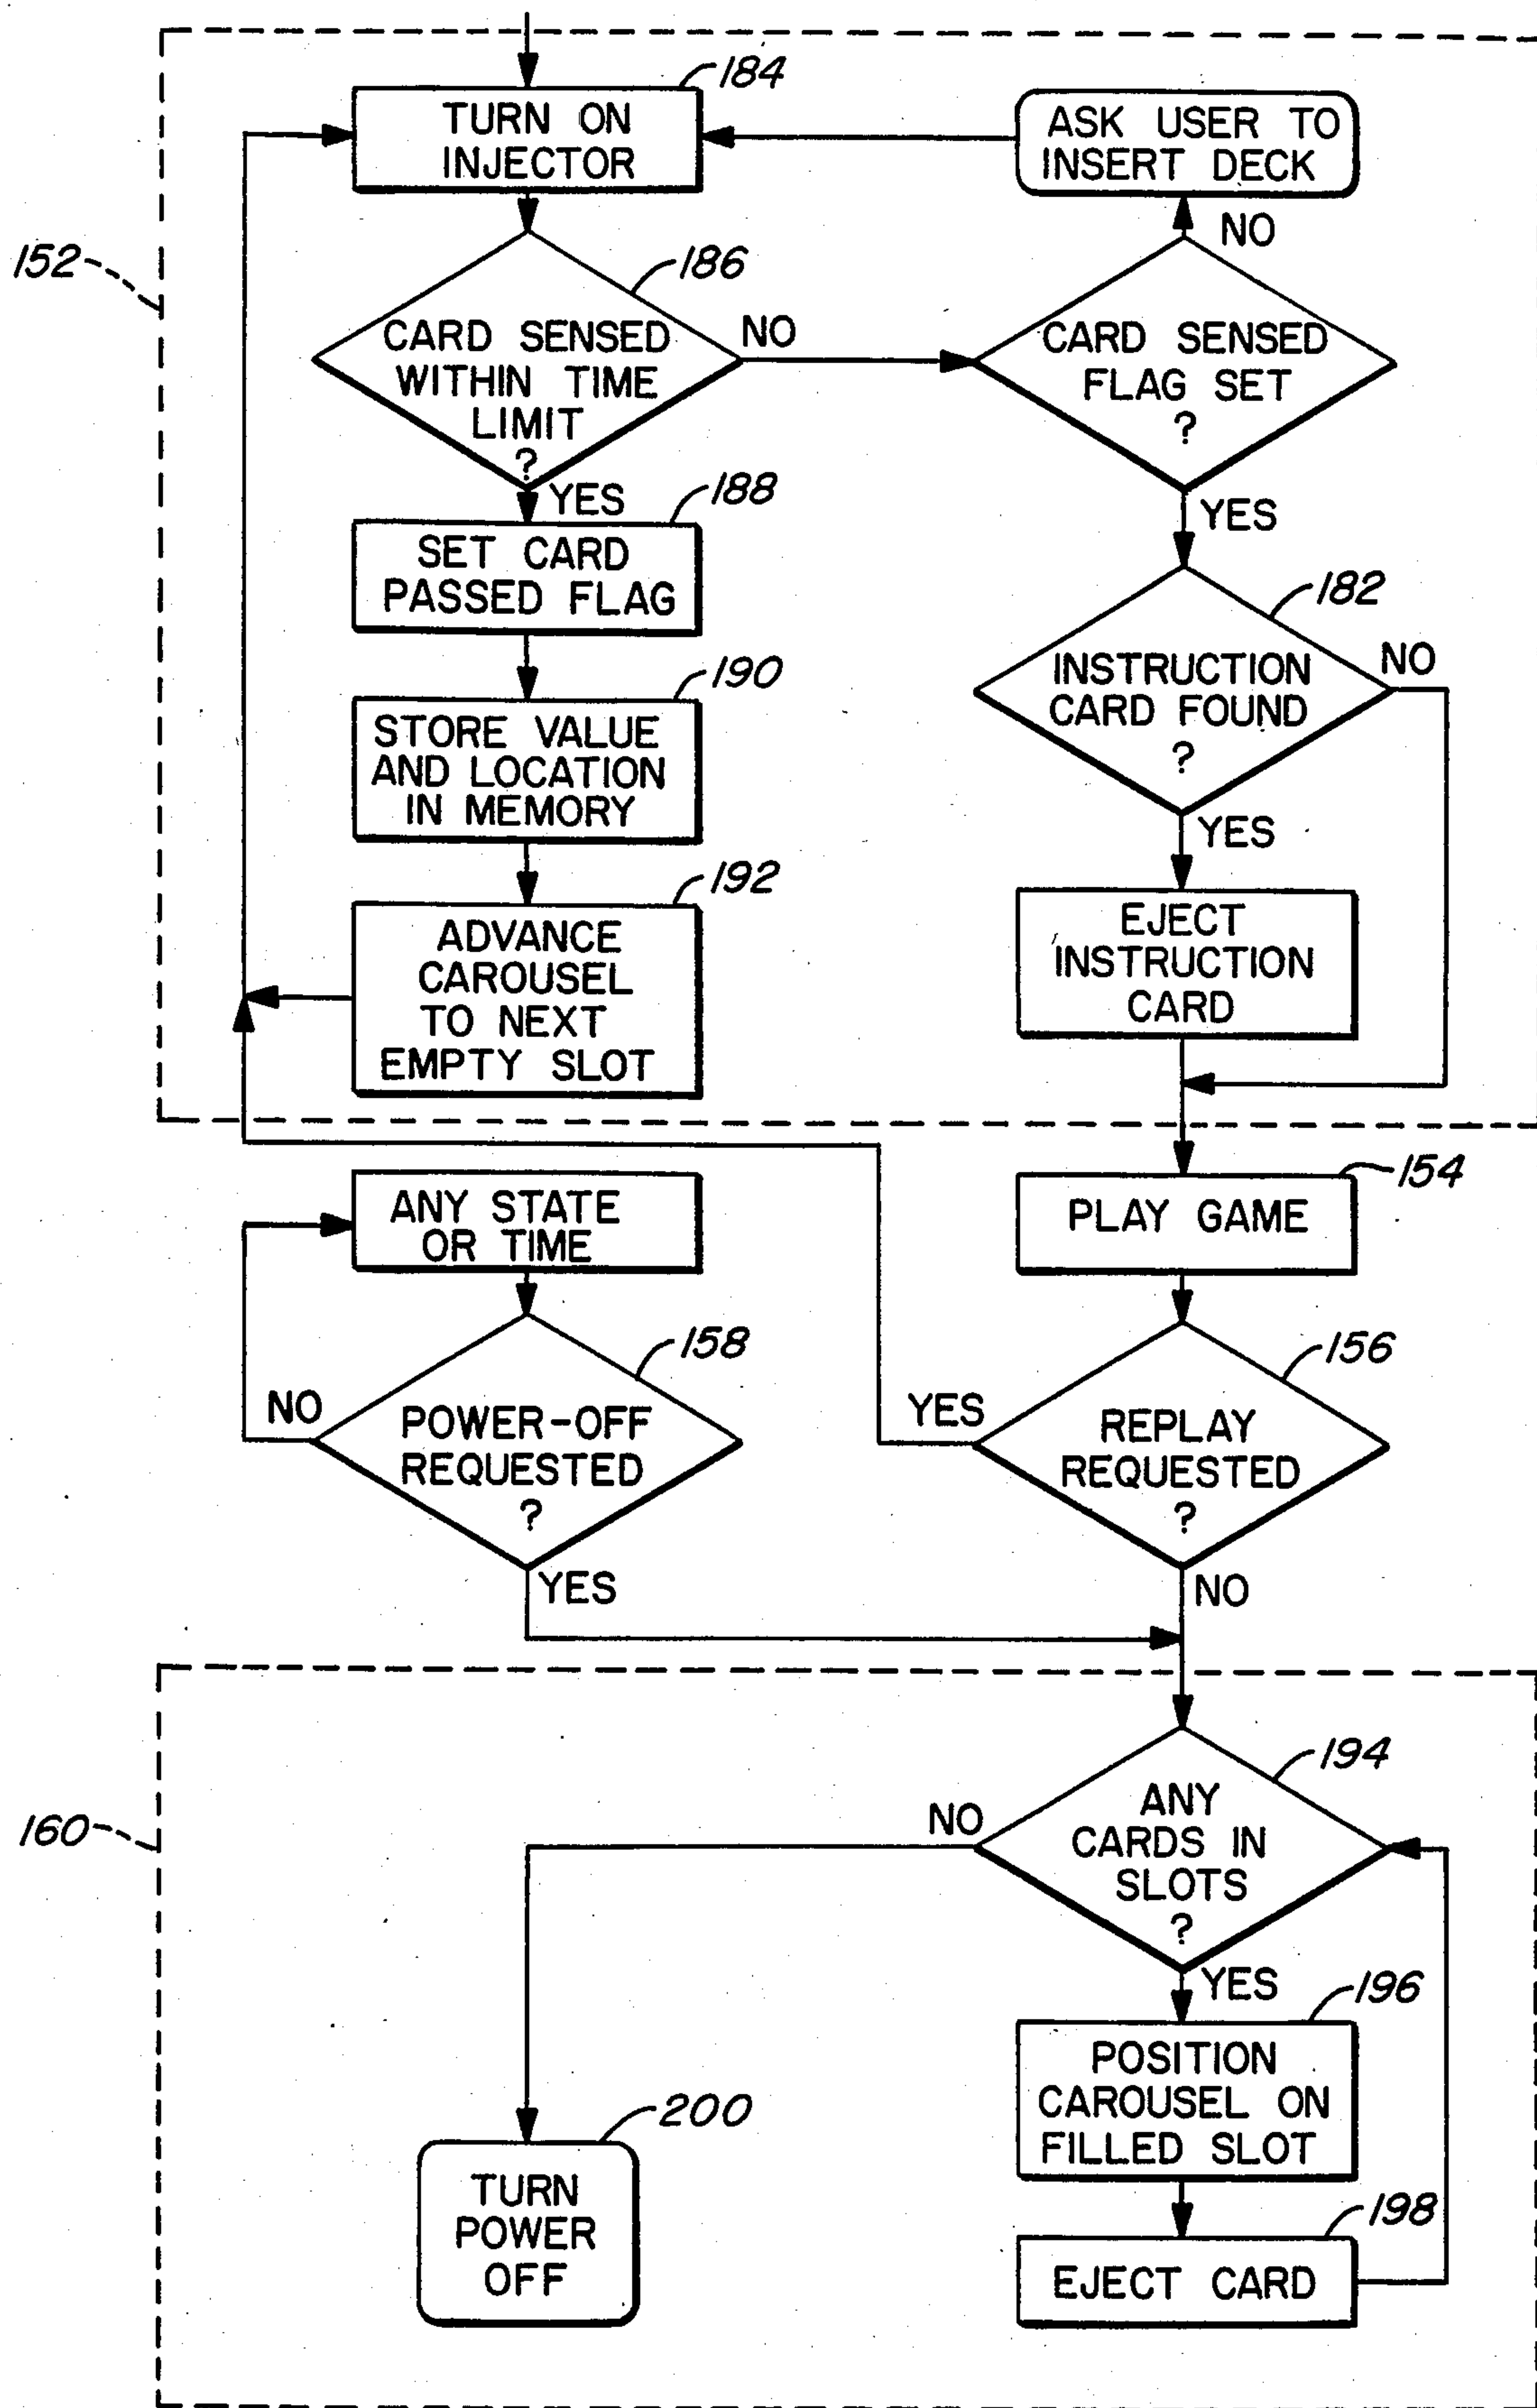 184
TURN ON
INJECTOR
ASK USER TO
INSERT DECK
NO
152
186
CARD SENSED
WITHIN TIME
LIMIT
?
NO
CARD SENSED
FLAG SET
?
YES
188
YES
SET CARD
PASSED FLAG
182
INSTRUCTION
CARD FOUND
?
NO
190
STORE VALUE
AND LOCATION
IN MEMORY
YES
192
ADVANCE
CAROUSEL
TO NEXT
EMPTY SLOT
EJECT
INSTRUCTION
CARD
154
PLAY GAME
ANY STATE
OR TIME
158
POWER-OFF
REQUESTED
?
NO
YES
156
YES
REPLAY
REQUESTED
?
NO
160
194
NO
ANY
CARDS IN
SLOTS
?
YES
196
POSITION
CAROUSEL ON
FILLED SLOT
200
TURN
POWER
OFF
198
EJECT CARD